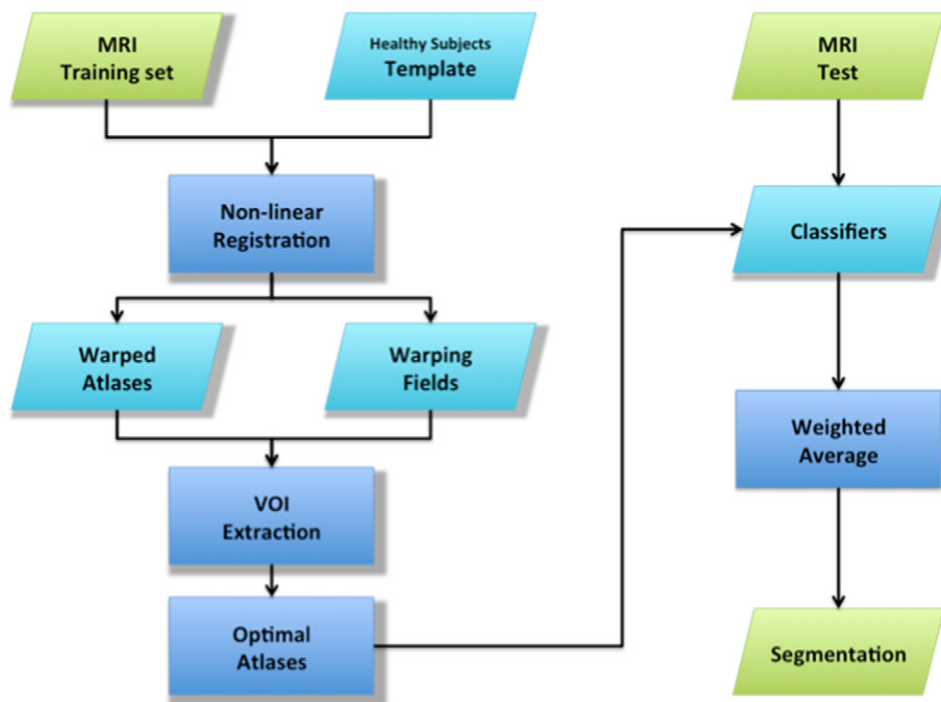 MRI
Training set
Healthy Subjects
Template
MRI
Test
Non-linear
Registration
Classifiers
Warped
Atlases
Warping
Fields
Weighted
Average
VOI
Extraction
Optimal
Atlases
Segmentation